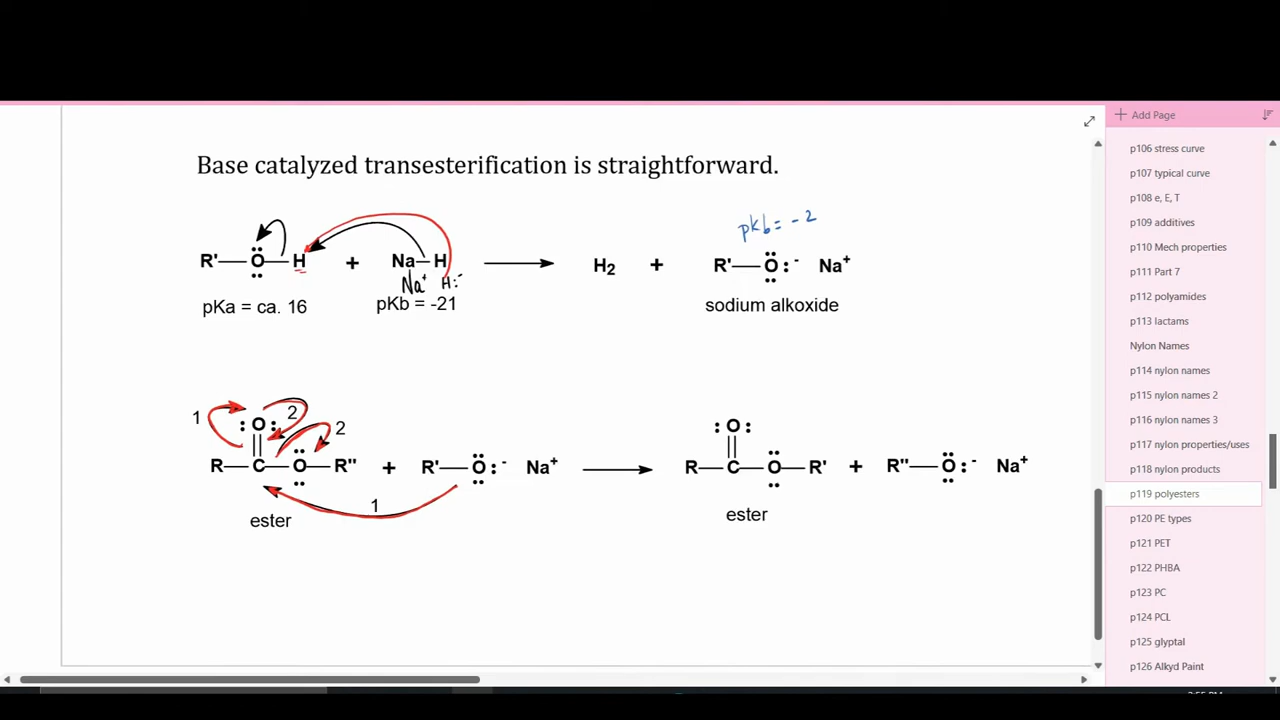 Base catalyzed transesterification is straightforward.
pkb = -2
R'—Ö—H + Na—H → H₂ + R'—Ö:⁻ Na⁺
Na⁺ H:⁻
pKa = ca. 16 pKb = -21 sodium alkoxide
1 2 2
:O: :O:
R—C—Ö—R'' + R'—Ö:⁻ Na⁺ → R—C—Ö—R' + R''—Ö:⁻ Na⁺
1
ester ester
Add Page
p106 stress curve
p107 typical curve
p108 e, E, T
p109 additives
p110 Mech properties
p111 Part 7
p112 polyamides
p113 lactams
Nylon Names
p114 nylon names
p115 nylon names 2
p116 nylon names 3
p117 nylon properties/uses
p118 nylon products
p119 polyesters
p120 PE types
p121 PET
p122 PHBA
p123 PC
p124 PCL
p125 glyptal
p126 Alkyd Paint